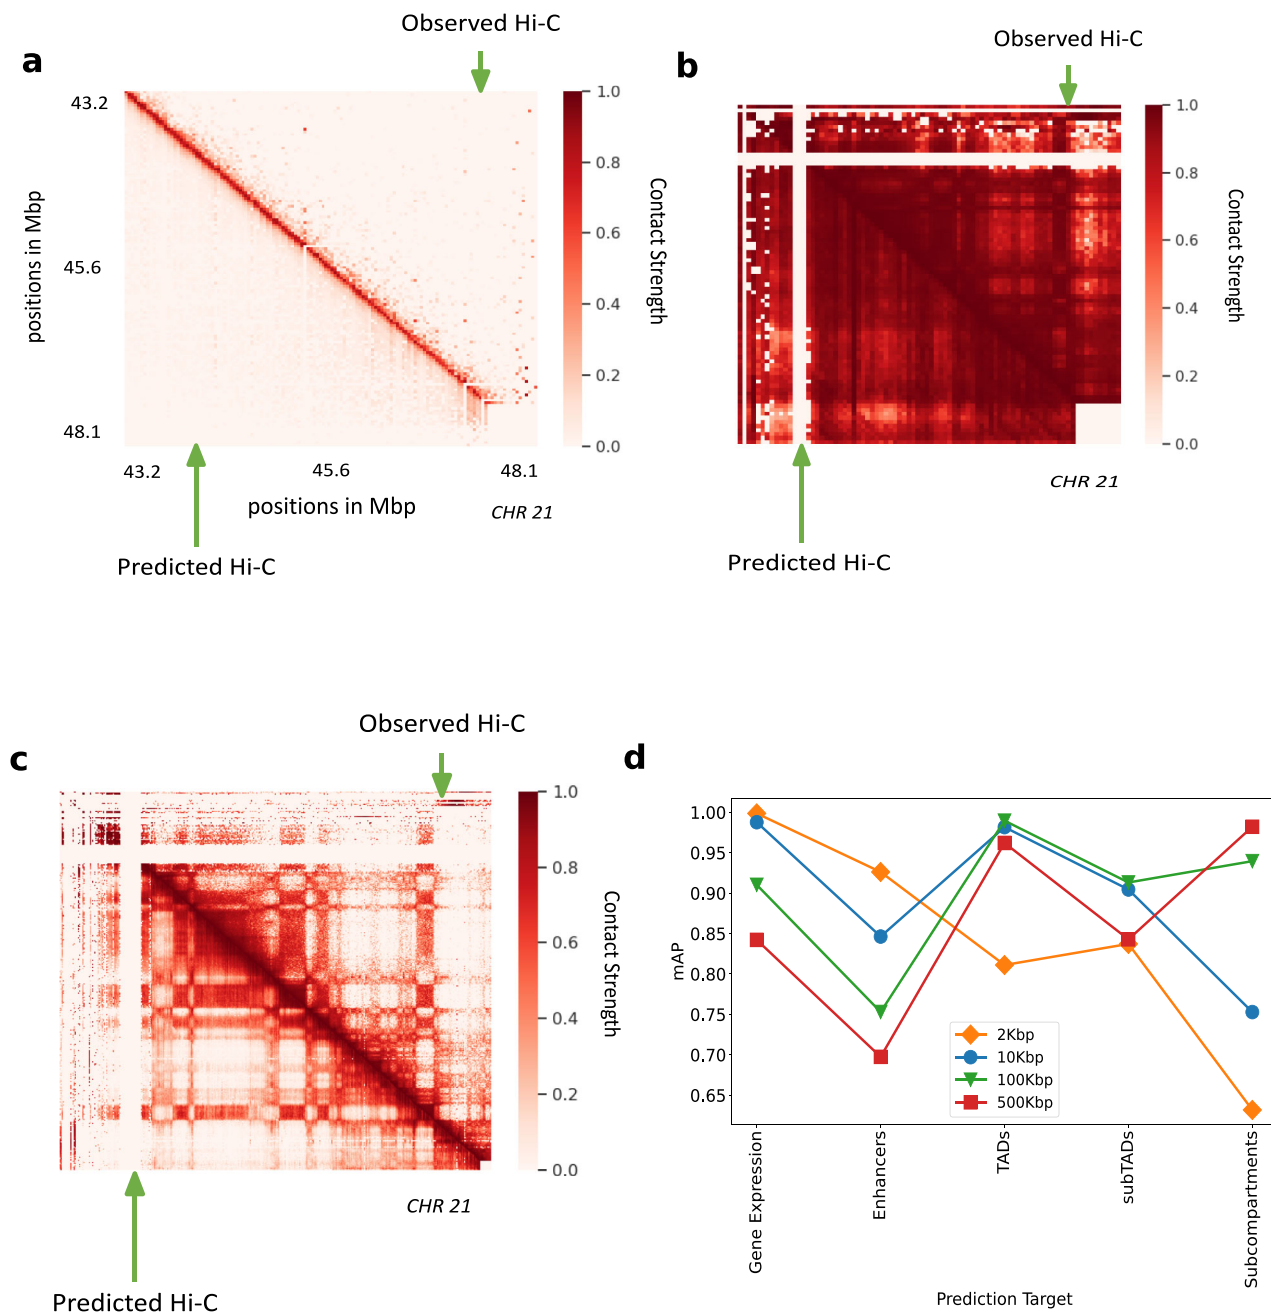 a
Observed Hi-C
43.2
45.6
48.1
positions in Mbp
43.2
45.6
48.1
positions in Mbp
CHR 21
1.0
0.8
0.6
0.4
0.2
0.0
Contact Strength
Predicted Hi-C
b
Observed Hi-C
1.0
0.8
0.6
0.4
0.2
0.0
Contact Strength
CHR 21
Predicted Hi-C
c
Observed Hi-C
1.0
0.8
0.6
0.4
0.2
0.0
Contact Strength
CHR 21
Predicted Hi-C
d
1.00
0.95
0.90
0.85
0.80
0.75
0.70
0.65
mAP
2Kbp
10Kbp
100Kbp
500Kbp
Gene Expression
Enhancers
TADs
subTADs
Subcompartments
Prediction Target